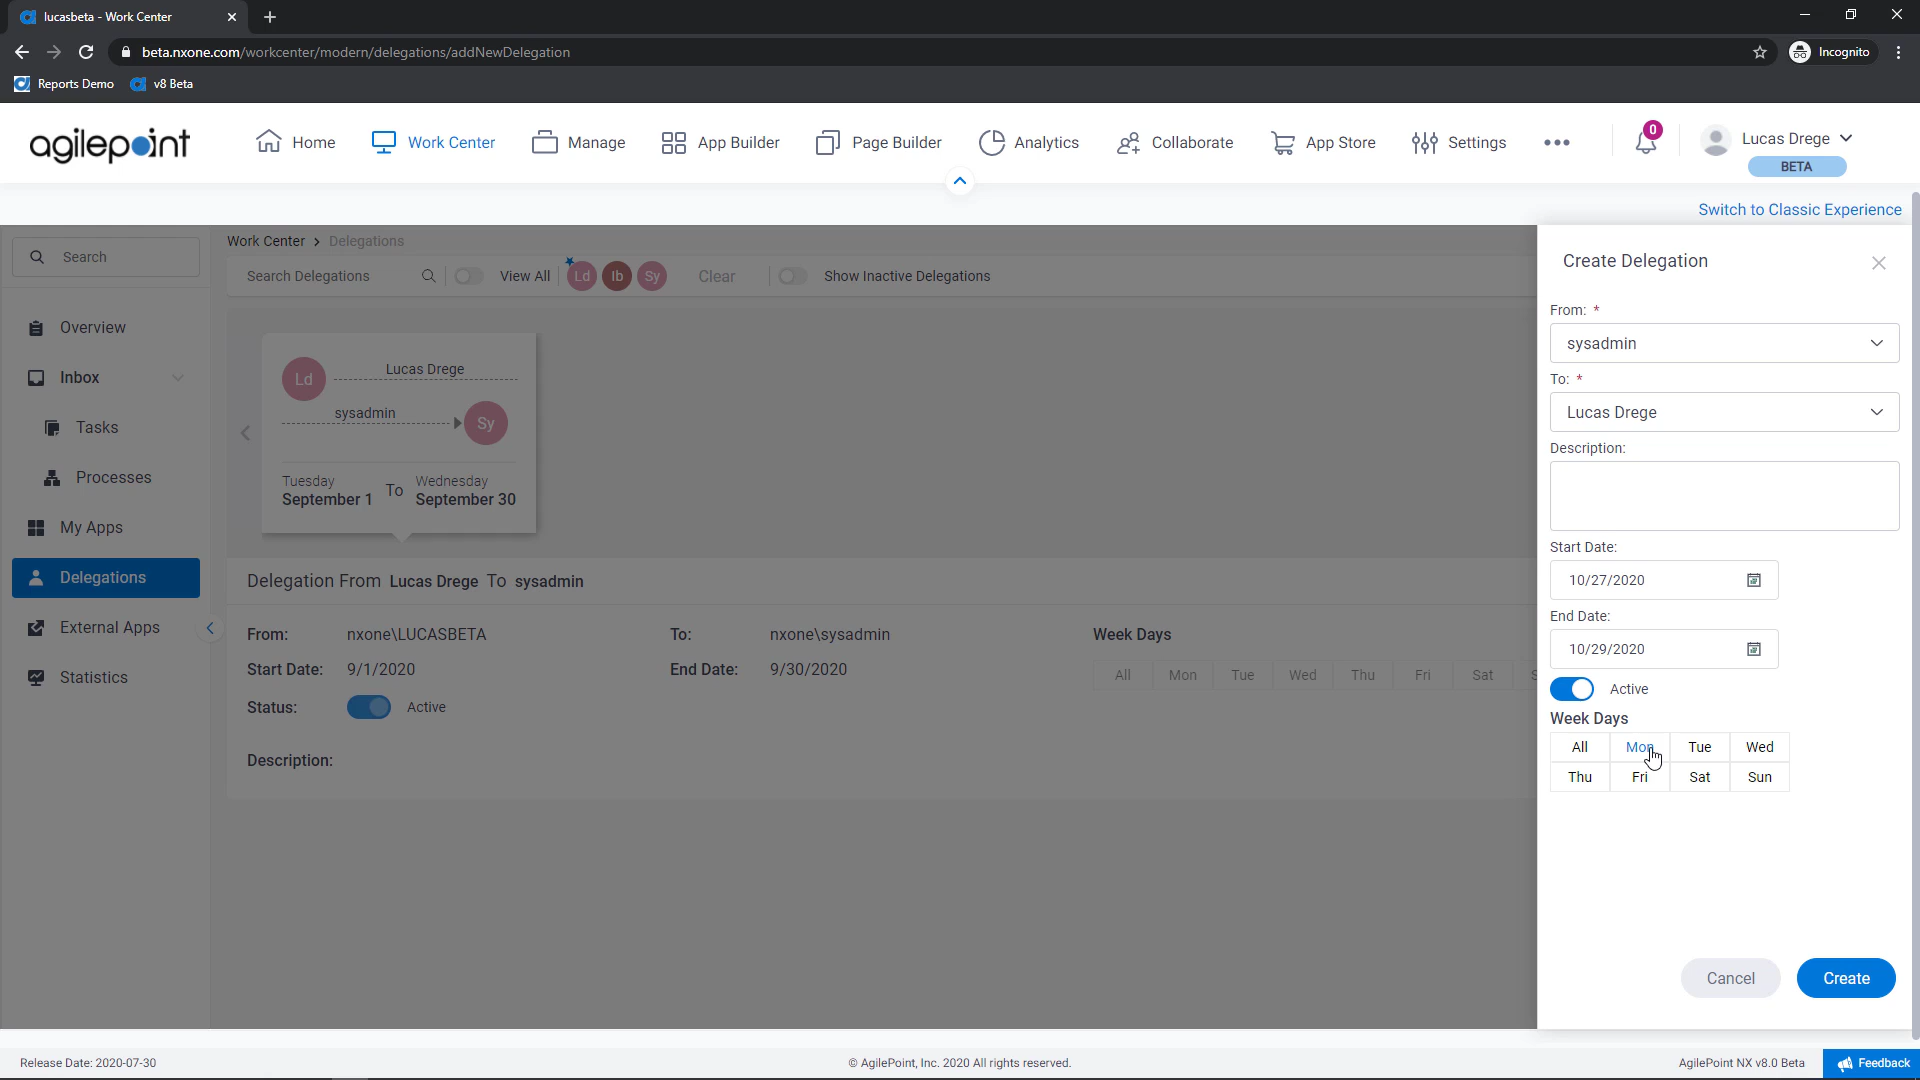 lucasbeta - Work Center
beta.nxone.com/workcenter/modern/delegations/addNewDelegation
Incognito
Reports Demo
v8 Beta
agilepoint
Home
Work Center
Manage
App Builder
Page Builder
Analytics
Collaborate
App Store
Settings
0
Lucas Drege
BETA
Switch to Classic Experience
Search
Overview
Inbox
Tasks
Processes
My Apps
Delegations
External Apps
Statistics
Work Center > Delegations
Search Delegations
View All
Ld
lb
Sy
Clear
Show Inactive Delegations
Ld
Lucas Drege
sysadmin
Sy
Tuesday
September 1
To
Wednesday
September 30
Delegation From Lucas Drege To sysadmin
From: nxone\LUCASBETA
To: nxone\sysadmin
Week Days
Start Date: 9/1/2020
End Date: 9/30/2020
All Mon Tue Wed Thu Fri Sat S
Status: Active
Description:
Create Delegation
From: *
sysadmin
To: *
Lucas Drege
Description:
Start Date:
10/27/2020
End Date:
10/29/2020
Active
Week Days
All Mon Tue Wed
Thu Fri Sat Sun
Cancel
Create
Release Date: 2020-07-30
© AgilePoint, Inc. 2020 All rights reserved.
AgilePoint NX v8.0 Beta
Feedback